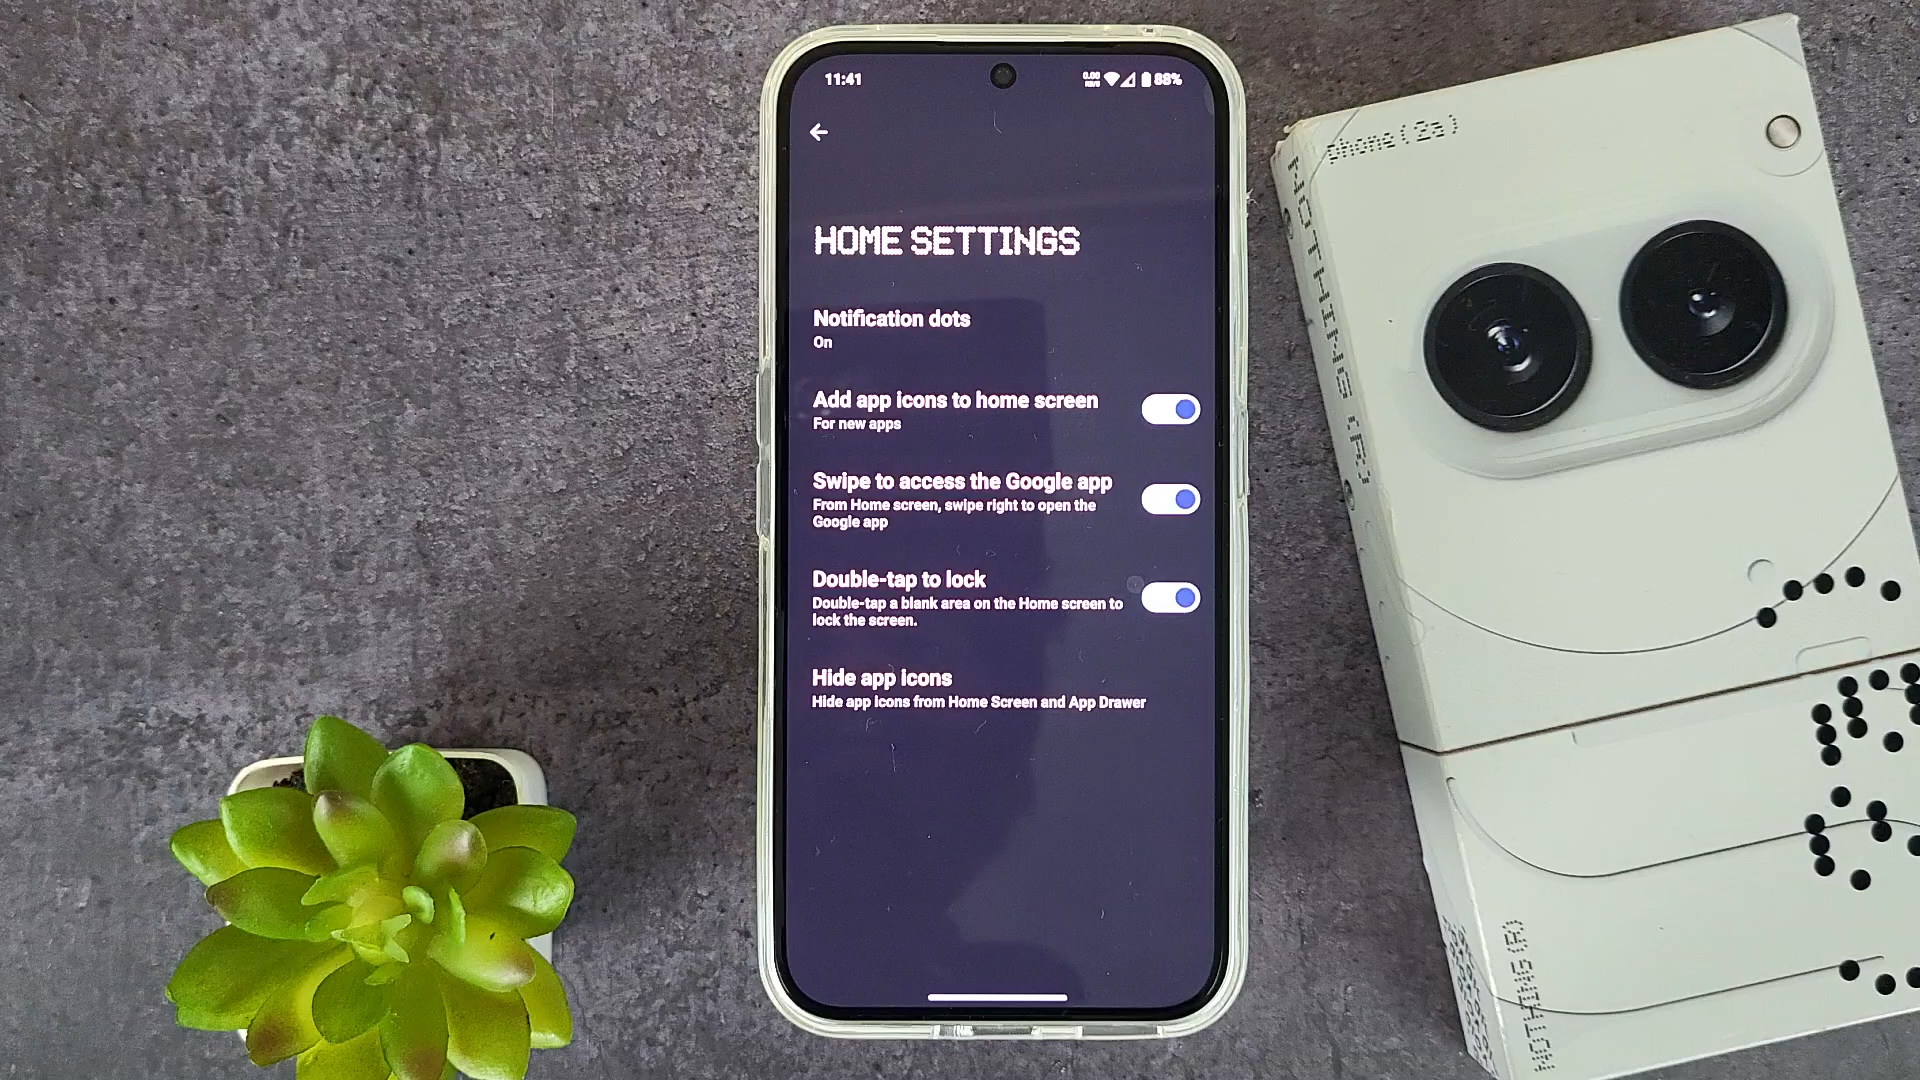 11:41
0.00
88%
HOME SETTINGS
Notification dots
On
Add app icons to home screen
For new apps
Swipe to access the Google app
From Home screen, swipe right to open the
Google app
Double-tap to lock
Double-tap a blank area on the Home screen to
lock the screen.
Hide app icons
Hide app icons from Home Screen and App Drawer
phone (2a)
NOTHING (R)